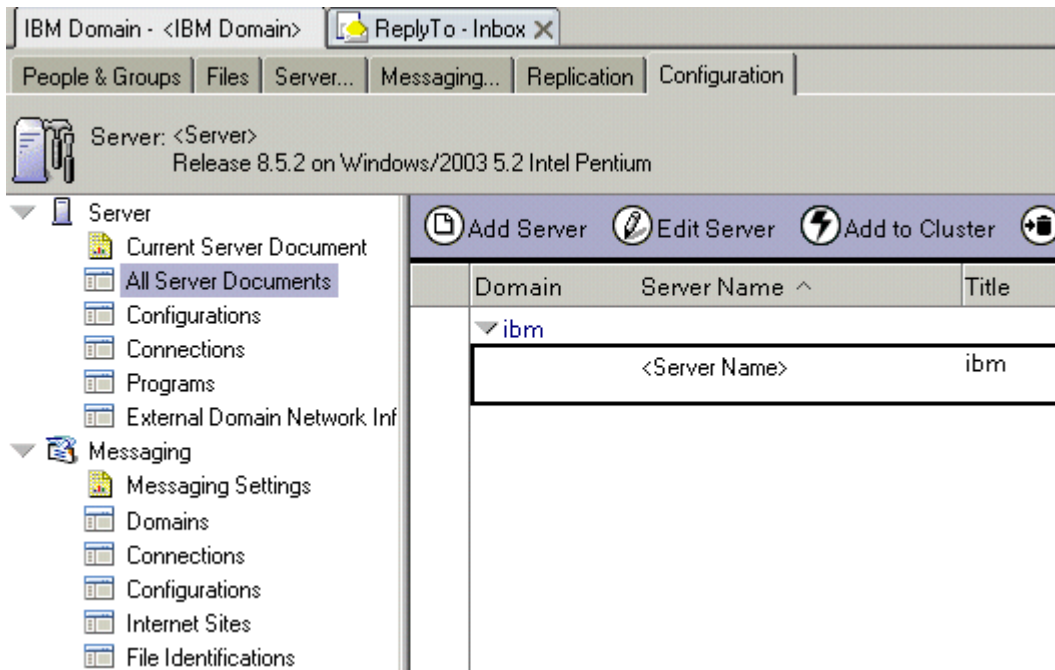 IBM Domain - <IBM Domain> ReplyTo - Inbox
People & Groups Files Server... Messaging... Replication Configuration
Server: <Server>
Release 8.5.2 on Windows/2003 5.2 Intel Pentium
Server
Current Server Document
All Server Documents
Configurations
Connections
Programs
External Domain Network Inf
Messaging
Messaging Settings
Domains
Connections
Configurations
Internet Sites
File Identifications
Add Server Edit Server Add to Cluster
Domain Server Name Title
ibm
<Server Name> ibm